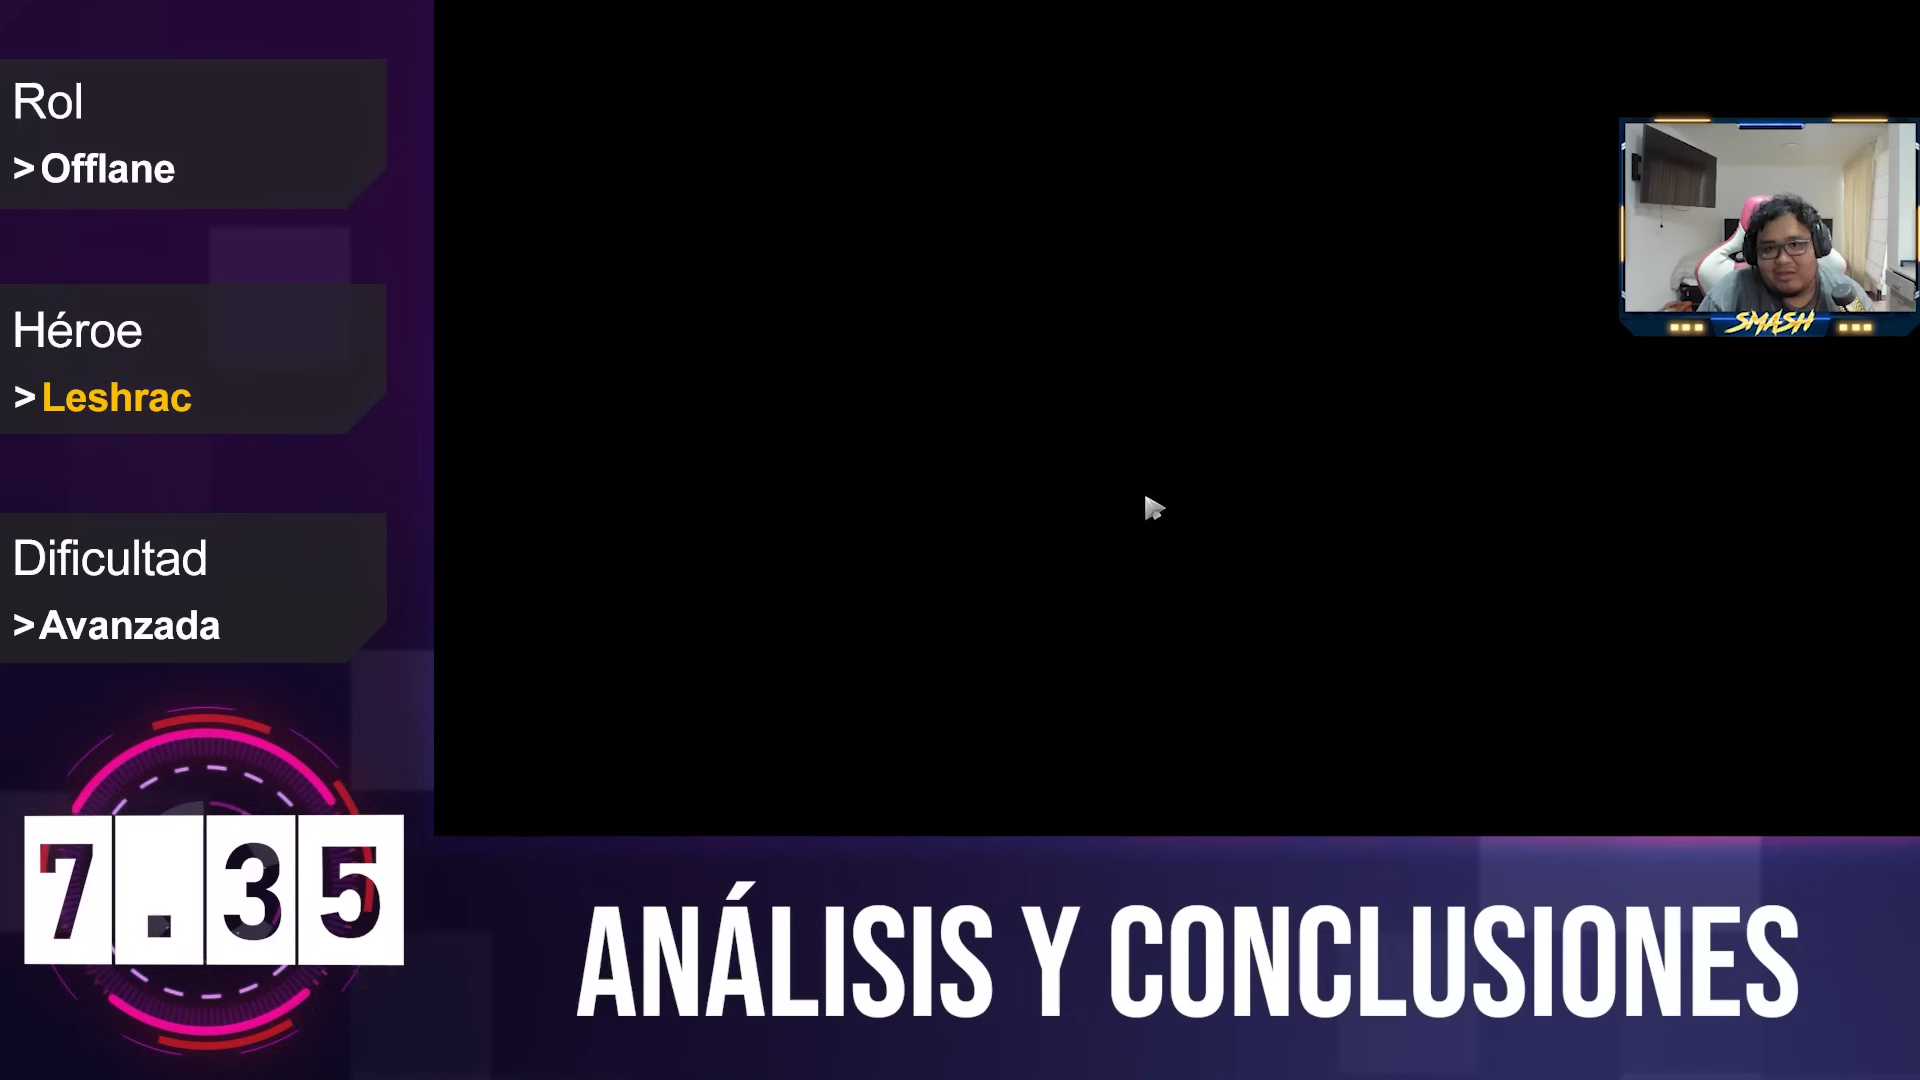 Rol
>Offlane
Héroe
>Leshrac
Dificultad
>Avanzada
SMASH
7.35
ANÁLISIS Y CONCLUSIONES